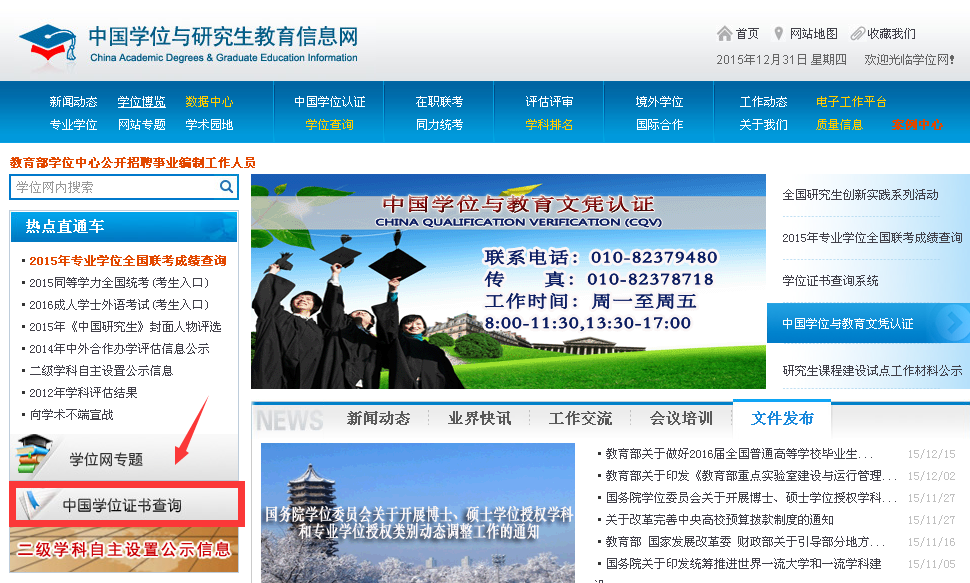 中国学位与研究生教育信息网
China Academic Degrees & Graduate Education Information
首页 网站地图 收藏我们
2015年12月31日 星期四 欢迎光临学位网!
新闻动态 学位博览 数据中心 中国学位认证 在职联考 评估评审 境外学位 工作动态 电子工作平台
专业学位 网站专题 学术园地 学位查询 同力统考 学科排名 国际合作 关于我们 质量信息
教育部学位中心公开招聘事业编制工作人员
学位网内搜索
热点直通车
2015年专业学位全国联考成绩查询
2015同等学力全国统考(考生入口)
2016成人学士外语考试(考生入口)
2015年《中国研究生》封面人物评选
2014年中外合作办学评估信息公示
二级学科自主设置公示信息
2012年学科评估结果
向学术不端宣战
学位网专题
中国学位证书查询
二级学科自主设置公示信息
中国学位与教育文凭认证
CHINA QUALIFICATION VERIFICATION (CQV)
联系电话：010-82379480
传 真：010-82378718
工作时间：周一至周五
8:00-11:30,13:30-17:00
全国研究生创新实践系列活动
2015年专业学位全国联考成绩查询
学位证书查询系统
中国学位与教育文凭认证
研究生课程建设试点工作材料公示
NEWS 新闻动态 业界快讯 工作交流 会议培训 文件发布
国务院学位委员会关于开展博士、硕士学位授权学科
和专业学位授权类别动态调整工作的通知
教育部关于做好2016届全国普通高等学校毕业生... 15/12/15
教育部关于印发《教育部重点实验室建设与运行管理... 15/12/02
国务院学位委员会关于开展博士、硕士学位授权学科... 15/11/27
关于改革完善中央高校预算拨款制度的通知 15/11/27
教育部 国家发展改革委 财政部关于引导部分地方... 15/11/16
国务院关于印发统筹推进世界一流大学和一流学科建 15/11/05